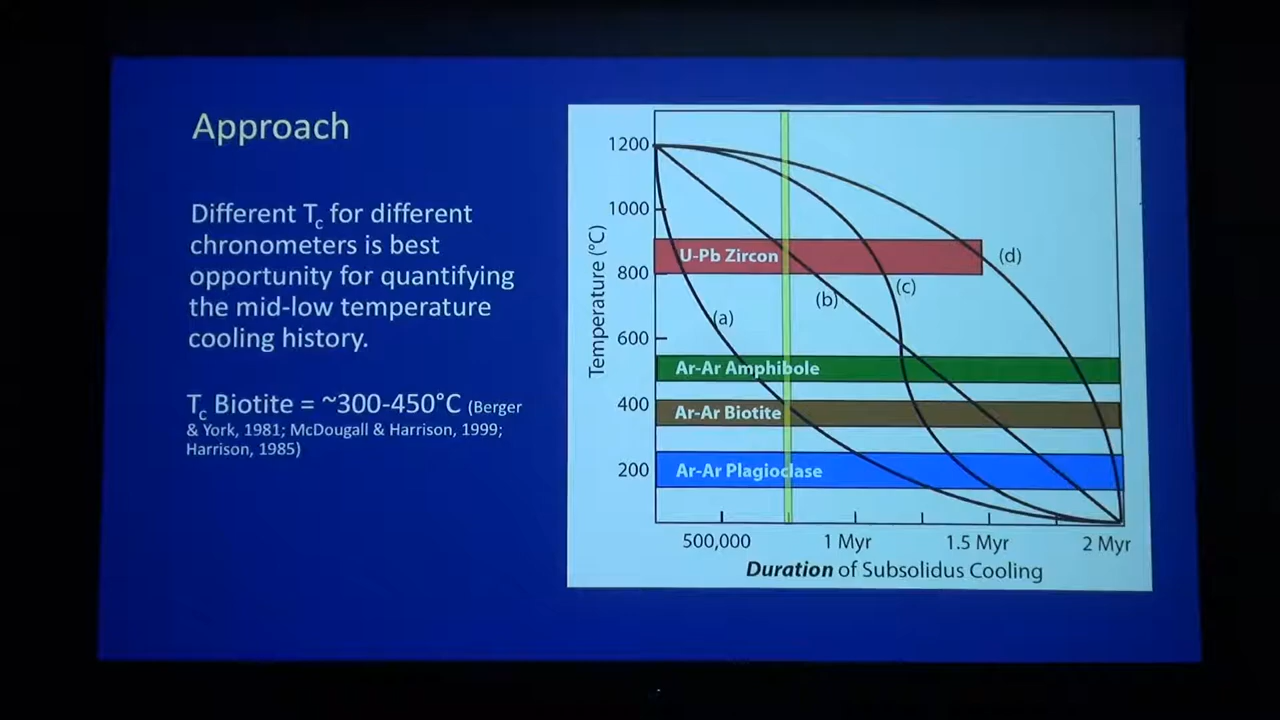 Approach
Different Tc for different
chronometers is best
opportunity for quantifying
the mid-low temperature
cooling history.
Tc Biotite = ~300-450°C (Berger
& York, 1981; McDougall & Harrison, 1999;
Harrison, 1985)
Temperature (°C)
1200
1000
800
600
400
200
U-Pb Zircon
(a)
(b)
(c)
(d)
Ar-Ar Amphibole
Ar-Ar Biotite
Ar-Ar Plagioclase
500,000
1 Myr
1.5 Myr
2 Myr
Duration of Subsolidus Cooling